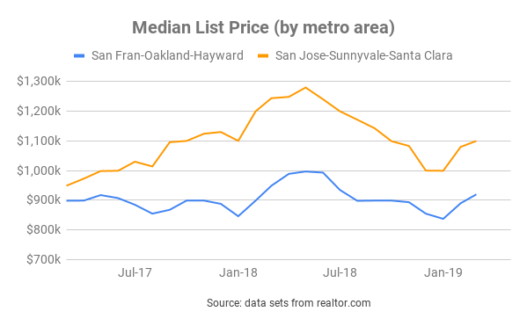 Median List Price (by metro area)
San Fran-Oakland-Hayward San Jose-Sunnyvale-Santa Clara
$1,300k
$1,200k
$1,100k
$1,000k
$900k
$800k
$700k
Jul-17 Jan-18 Jul-18 Jan-19
Source: data sets from realtor.com